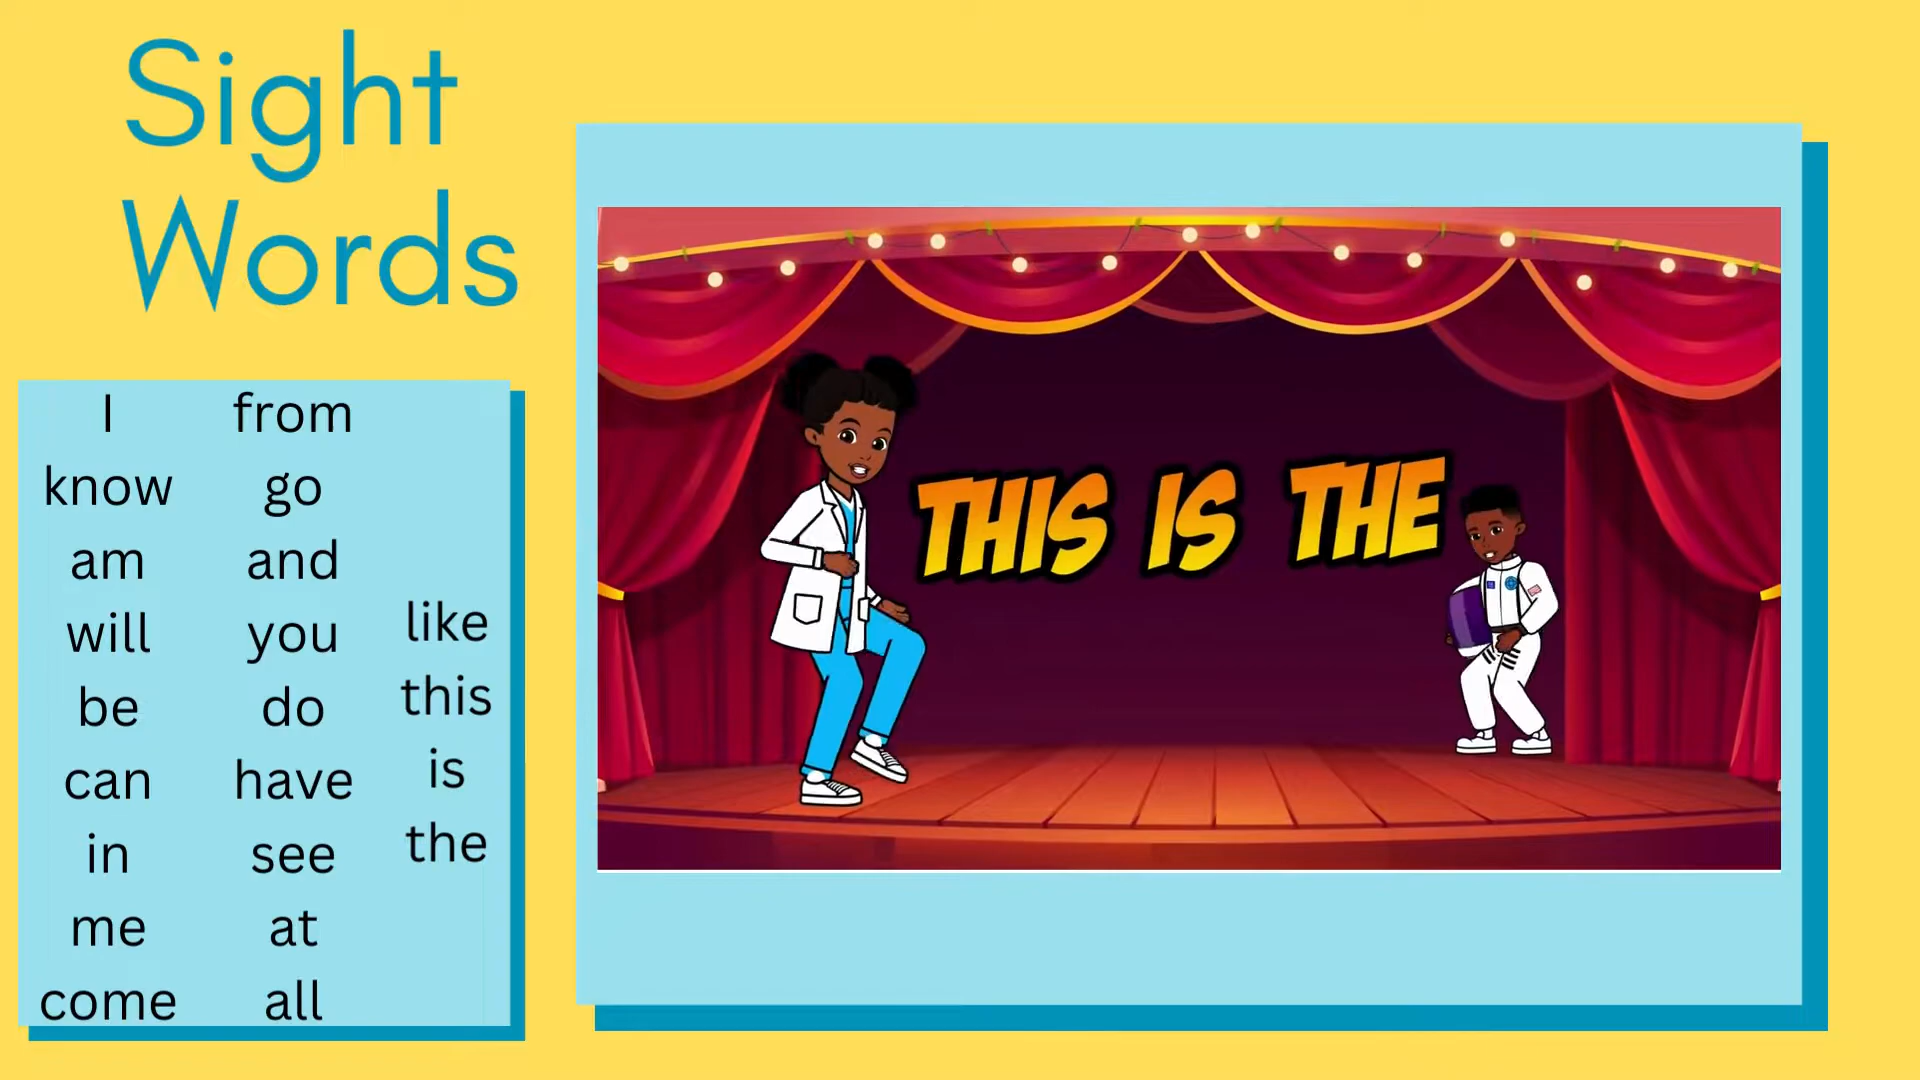 Sight
Words
I
know
am
will
be
can
in
me
come
from
go
and
you
do
have
see
at
all
like
this
is
the
THIS IS THE